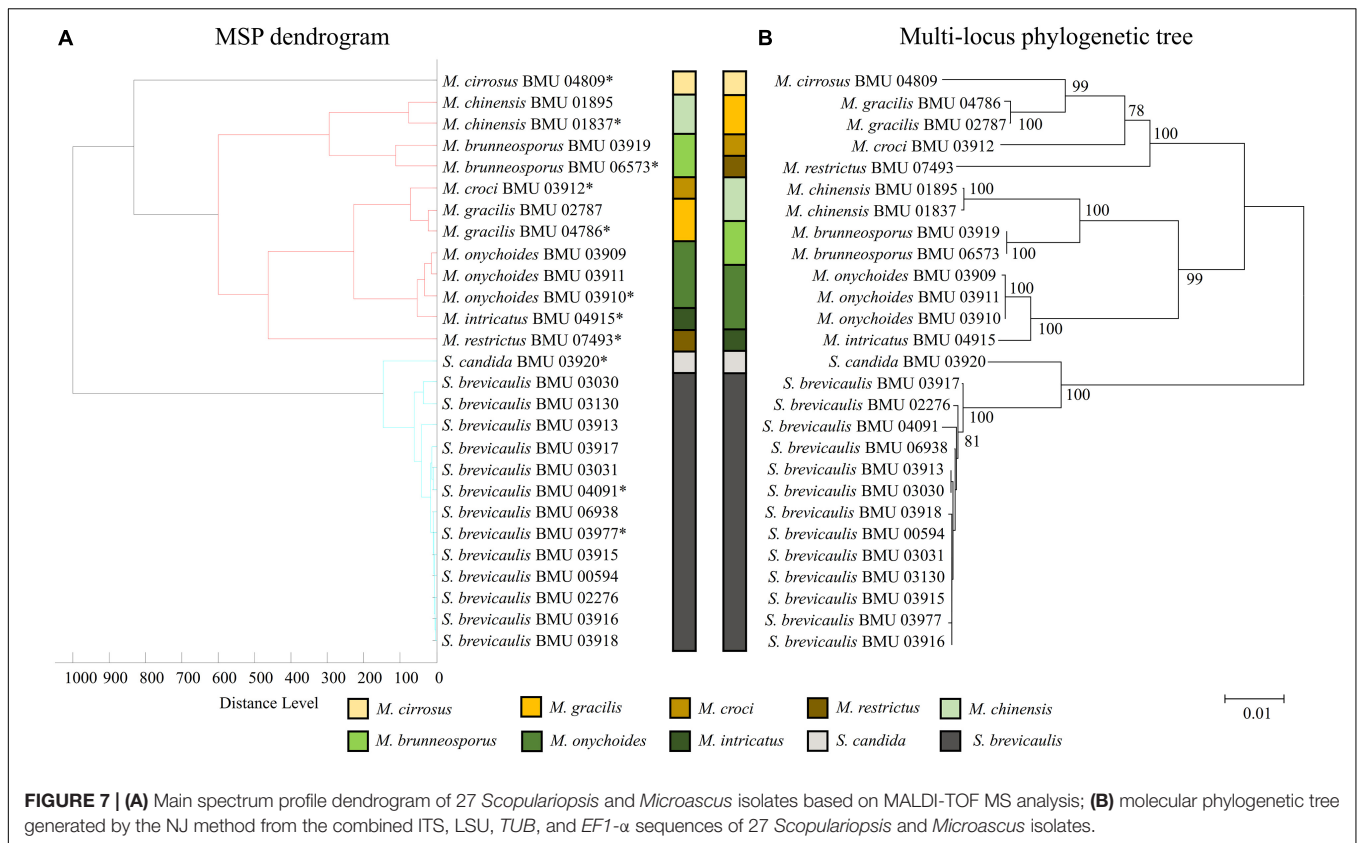 A MSP dendrogram
M. cirrosus BMU 04809*
M. chinensis BMU 01895
M. chinensis BMU 01837*
M. brunneosporus BMU 03919
M. brunneosporus BMU 06573*
M. croci BMU 03912*
M. gracilis BMU 02787
M. gracilis BMU 04786*
M. onychoides BMU 03909
M. onychoides BMU 03911
M. onychoides BMU 03910*
M. intricatus BMU 04915*
M. restrictus BMU 07493*
S. candida BMU 03920*
S. brevicaulis BMU 03030
S. brevicaulis BMU 03130
S. brevicaulis BMU 03913
S. brevicaulis BMU 03917
S. brevicaulis BMU 03031
S. brevicaulis BMU 04091*
S. brevicaulis BMU 06938
S. brevicaulis BMU 03977*
S. brevicaulis BMU 03915
S. brevicaulis BMU 00594
S. brevicaulis BMU 02276
S. brevicaulis BMU 03916
S. brevicaulis BMU 03918
1000 900 800 700 600 500 400 300 200 100 0
Distance Level
B Multi-locus phylogenetic tree
M. cirrosus BMU 04809
99
M. gracilis BMU 04786
78
M. gracilis BMU 02787 100
100
M. croci BMU 03912
M. restrictus BMU 07493
M. chinensis BMU 01895 100
M. chinensis BMU 01837
100
M. brunneosporus BMU 03919
M. brunneosporus BMU 06573 100
M. onychoides BMU 03909
99
100
M. onychoides BMU 03911
M. onychoides BMU 03910
100
M. intricatus BMU 04915
S. candida BMU 03920
S. brevicaulis BMU 03917
100
S. brevicaulis BMU 02276
100
S. brevicaulis BMU 04091
81
S. brevicaulis BMU 06938
S. brevicaulis BMU 03913
S. brevicaulis BMU 03030
S. brevicaulis BMU 03918
S. brevicaulis BMU 00594
S. brevicaulis BMU 03031
S. brevicaulis BMU 03130
S. brevicaulis BMU 03915
S. brevicaulis BMU 03977
S. brevicaulis BMU 03916
0.01
M. cirrosus M. gracilis M. croci M. restrictus M. chinensis
M. brunneosporus M. onychoides M. intricatus S. candida S. brevicaulis
FIGURE 7 | (A) Main spectrum profile dendrogram of 27 Scopulariopsis and Microascus isolates based on MALDI-TOF MS analysis; (B) molecular phylogenetic tree
generated by the NJ method from the combined ITS, LSU, TUB, and EF1-α sequences of 27 Scopulariopsis and Microascus isolates.